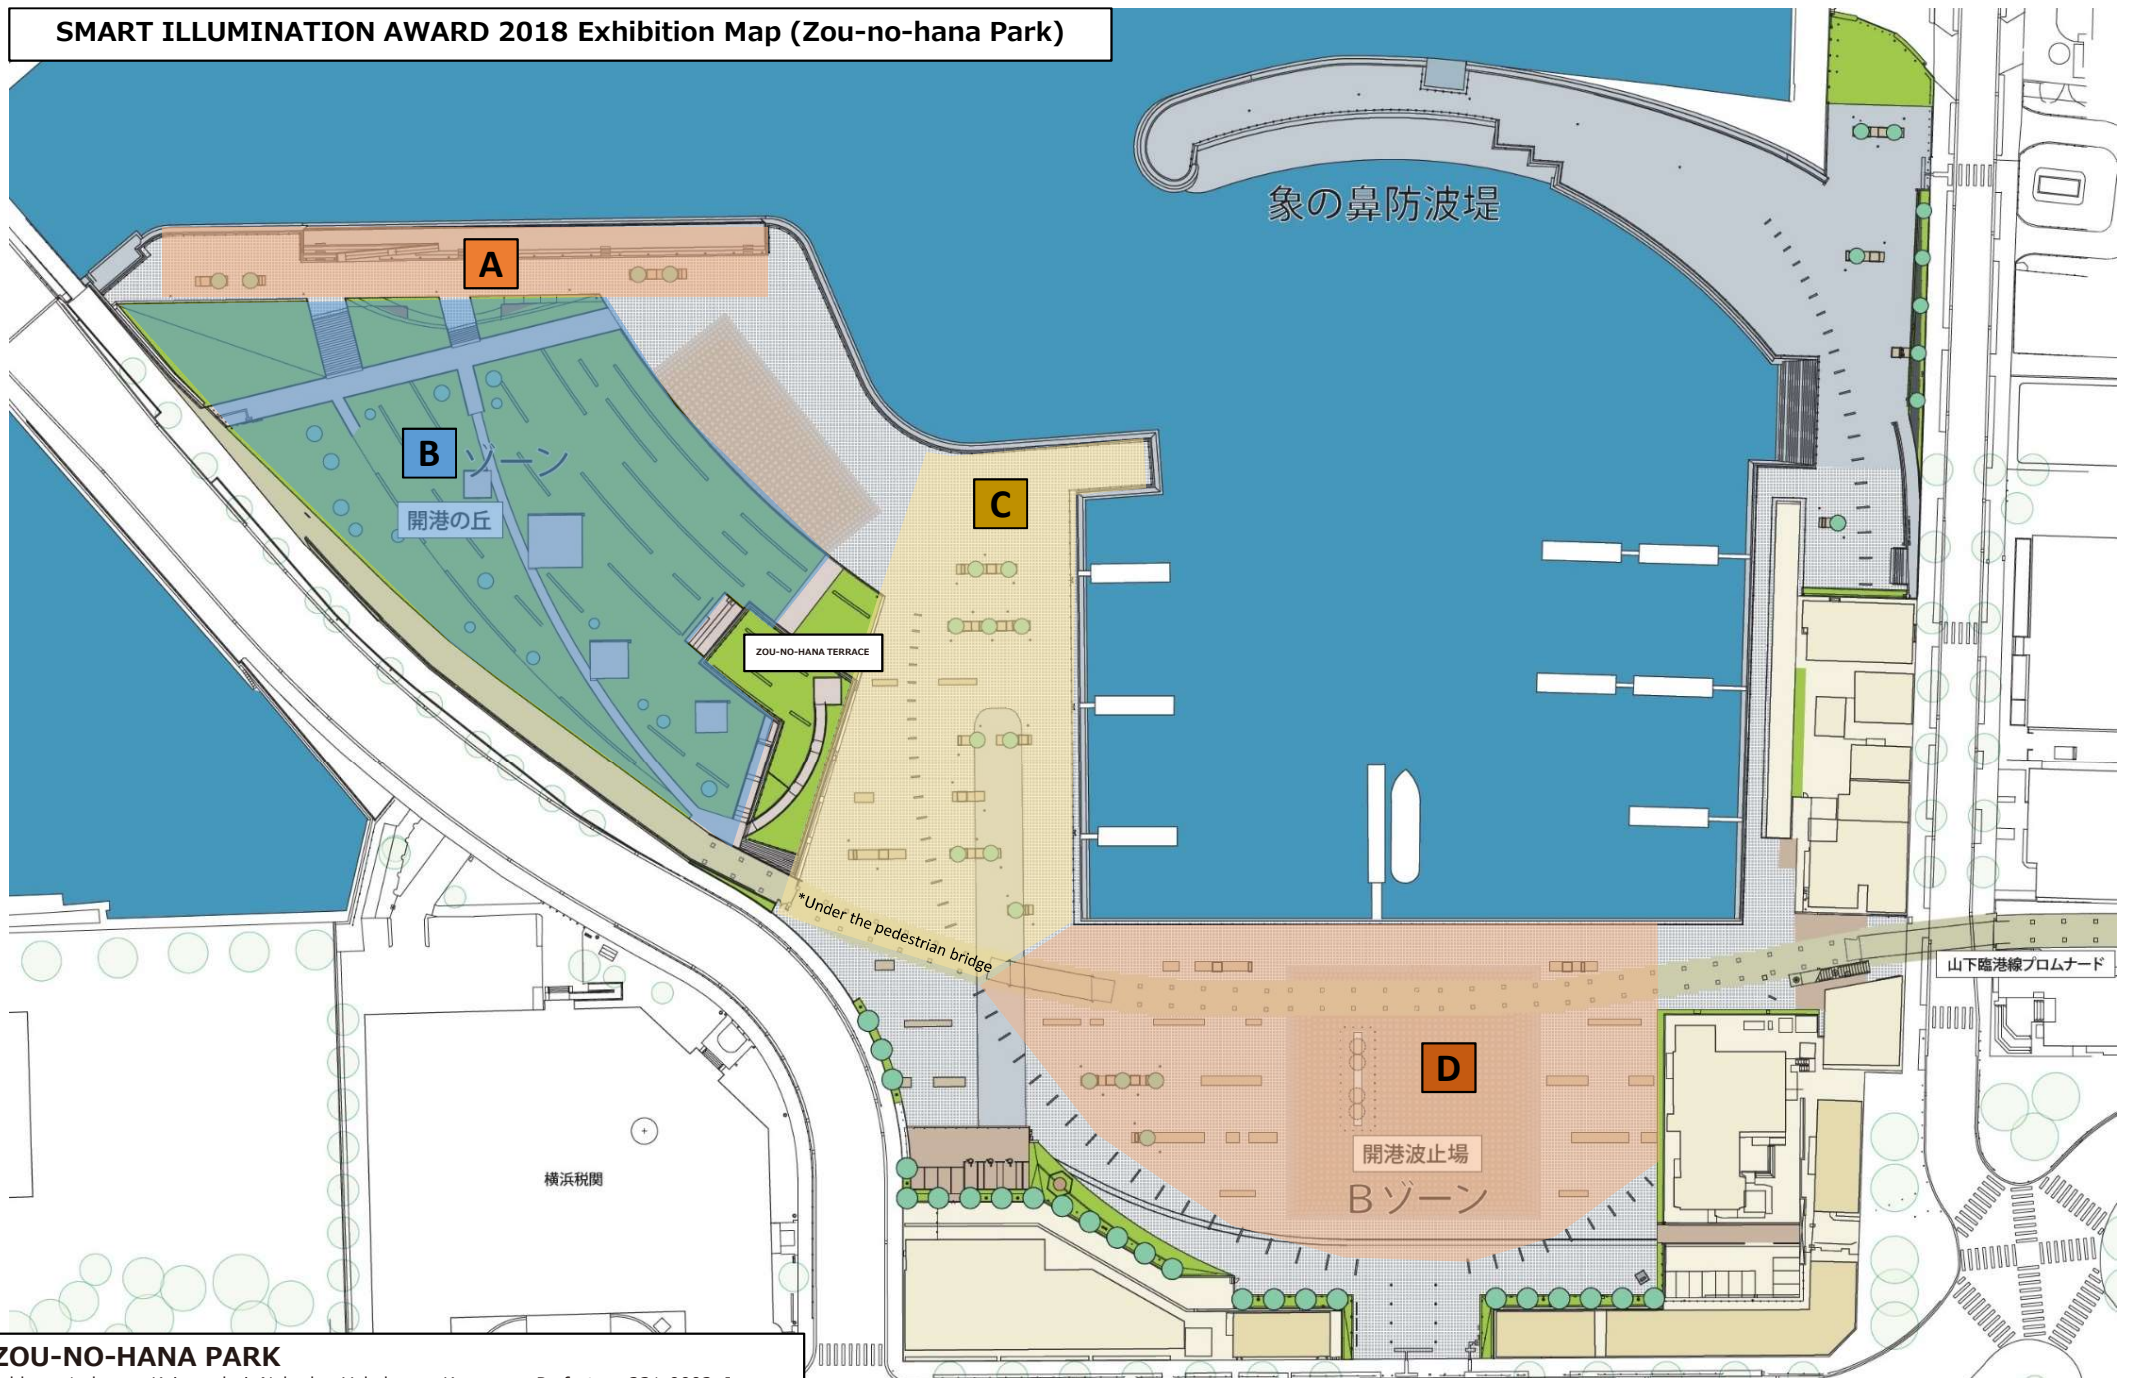 SMART ILLUMINATION AWARD 2018 Exhibition Map (Zou-no-hana Park)
象の鼻防波堤
A
B
ゾーン
開港の丘
C
ZOU-NO-HANA TERRACE
*Under the pedestrian bridge
山下臨港線プロムナード
D
開港波止場
Bゾーン
横浜税関
ZOU-NO-HANA PARK